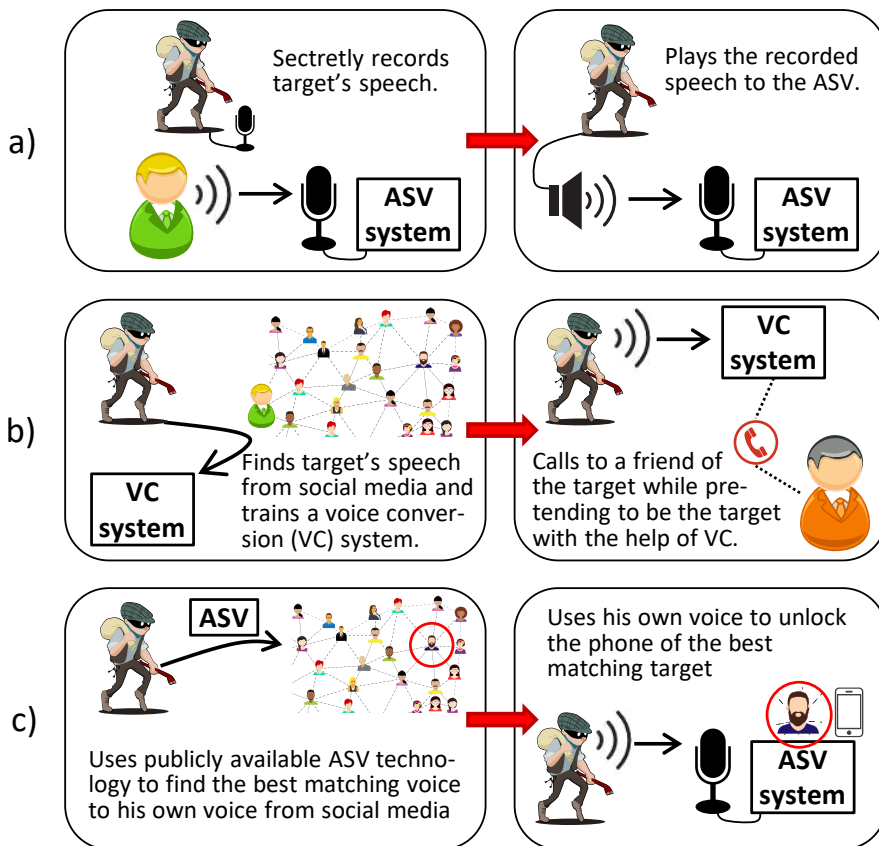 a)
Sectretly records
target's speech.
ASV
system
Plays the recorded
speech to the ASV.
ASV
system
b)
VC
system
Finds target's speech
from social media and
trains a voice conver-
sion (VC) system.
VC
system
Calls to a friend of
the target while pre-
tending to be the target
with the help of VC.
c)
ASV
Uses publicly available ASV techno-
logy to find the best matching voice
to his own voice from social media
Uses his own voice to unlock
the phone of the best
matching target
ASV
system